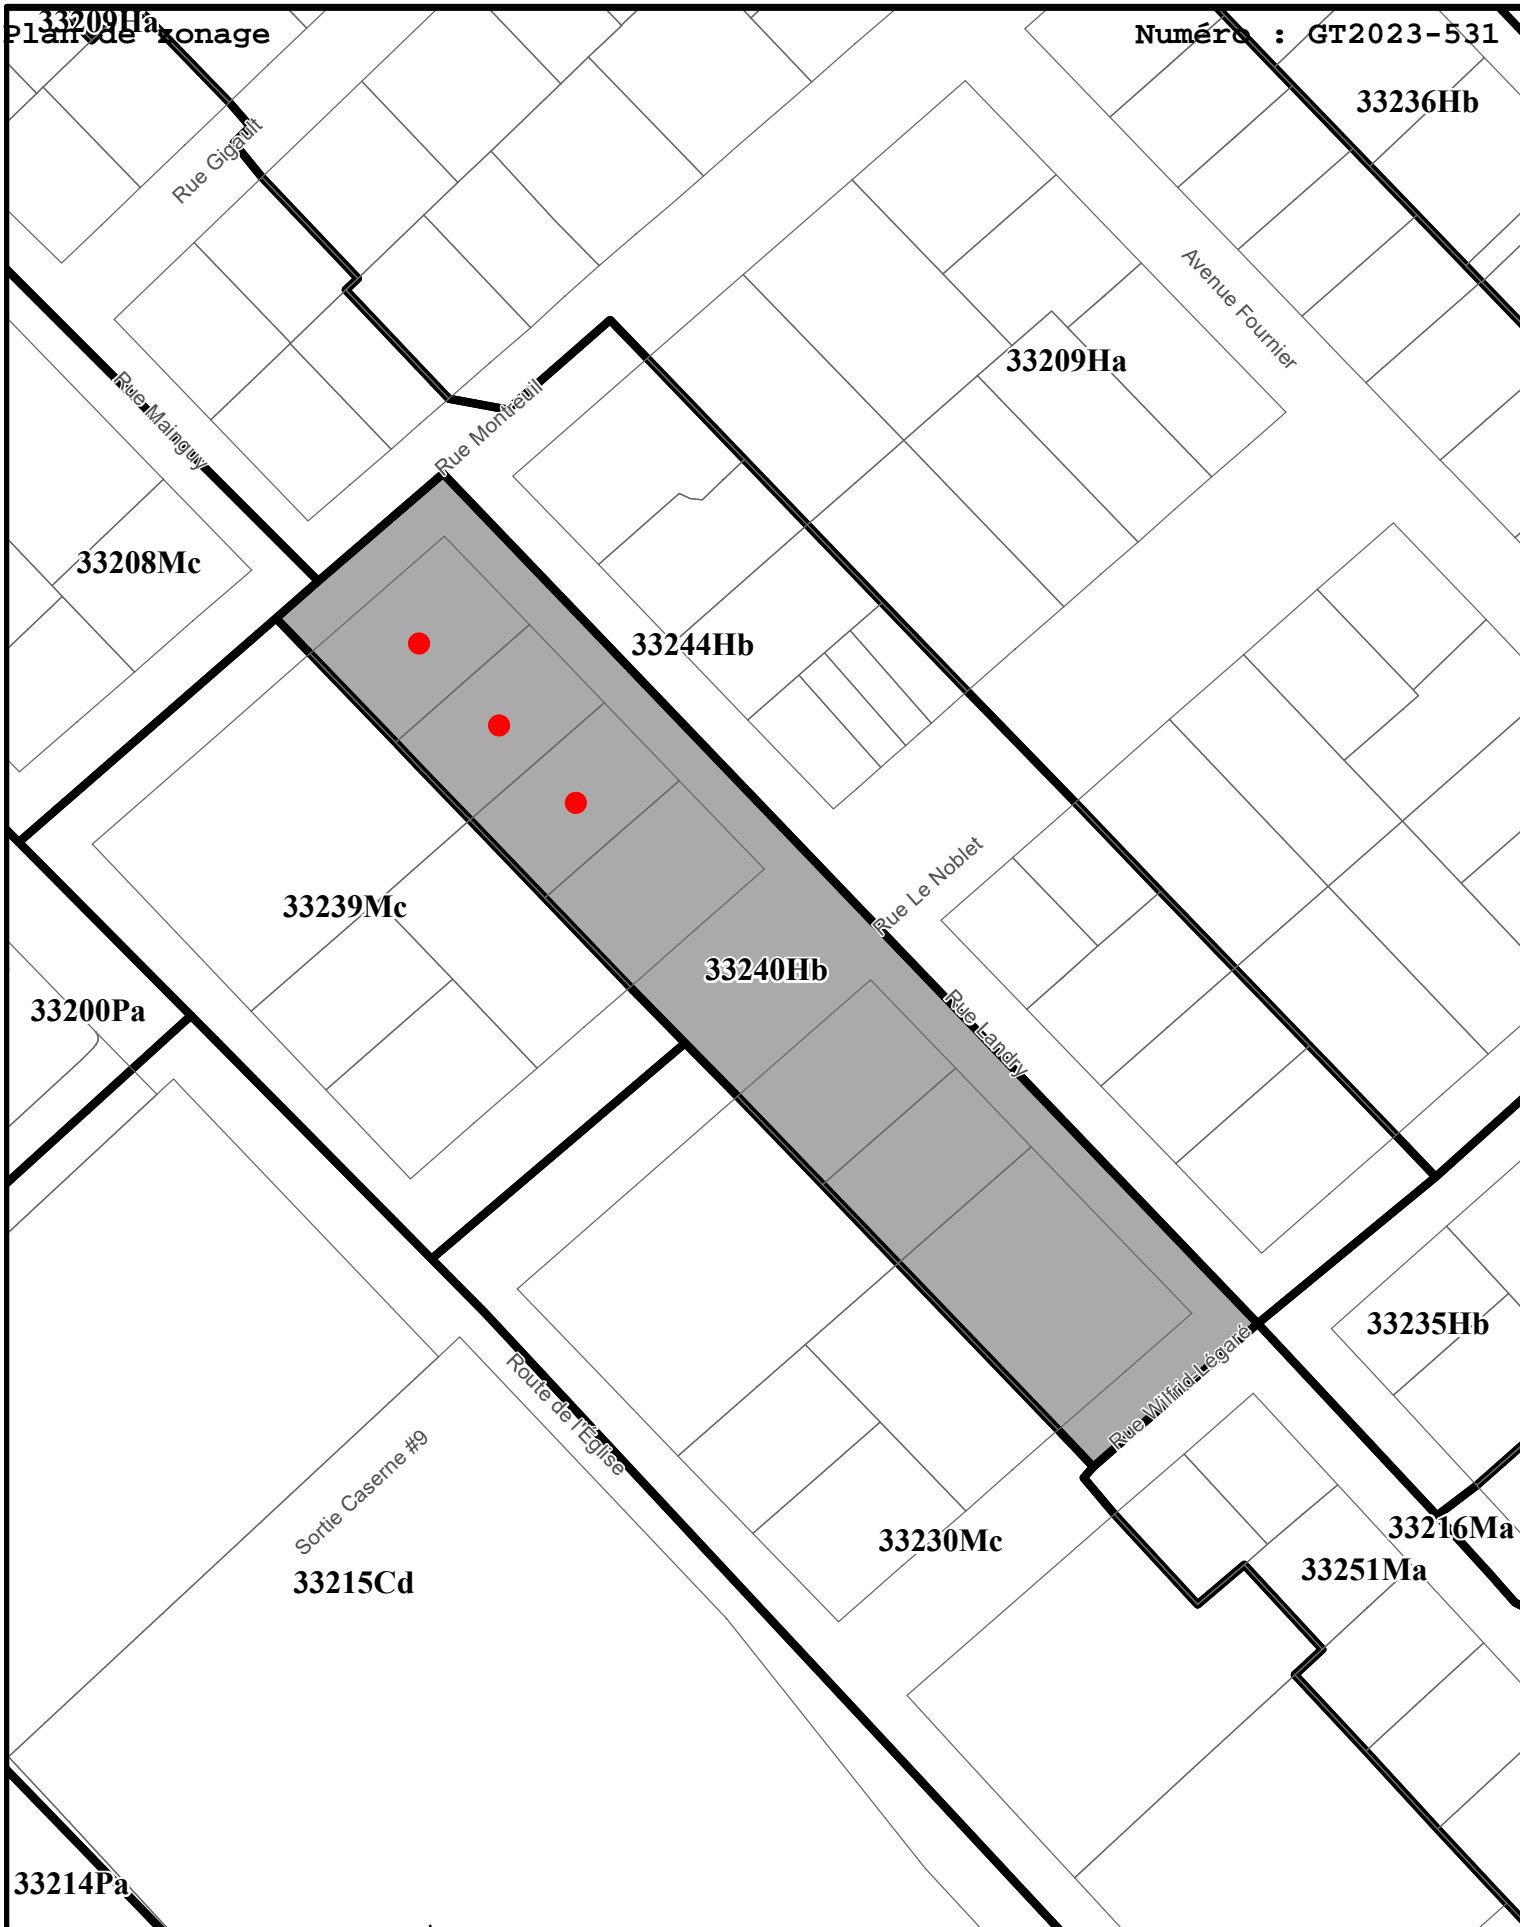 33209Ha
Plan de zonage
Numéro : GT2023-531
33236Hb
Rue Gigault
Avenue Fournier
33209Ha
Rue Mainguy
Rue Montreuil
33208Mc
33244Hb
33239Mc
Rue Le Noblet
33240Hb
33200Pa
Rue Landry
33235Hb
Rue Wilfrid-Légaré
Route de l'Église
Sortie Caserne #9
33216Ma
33230Mc
33251Ma
33215Cd
33214Pa